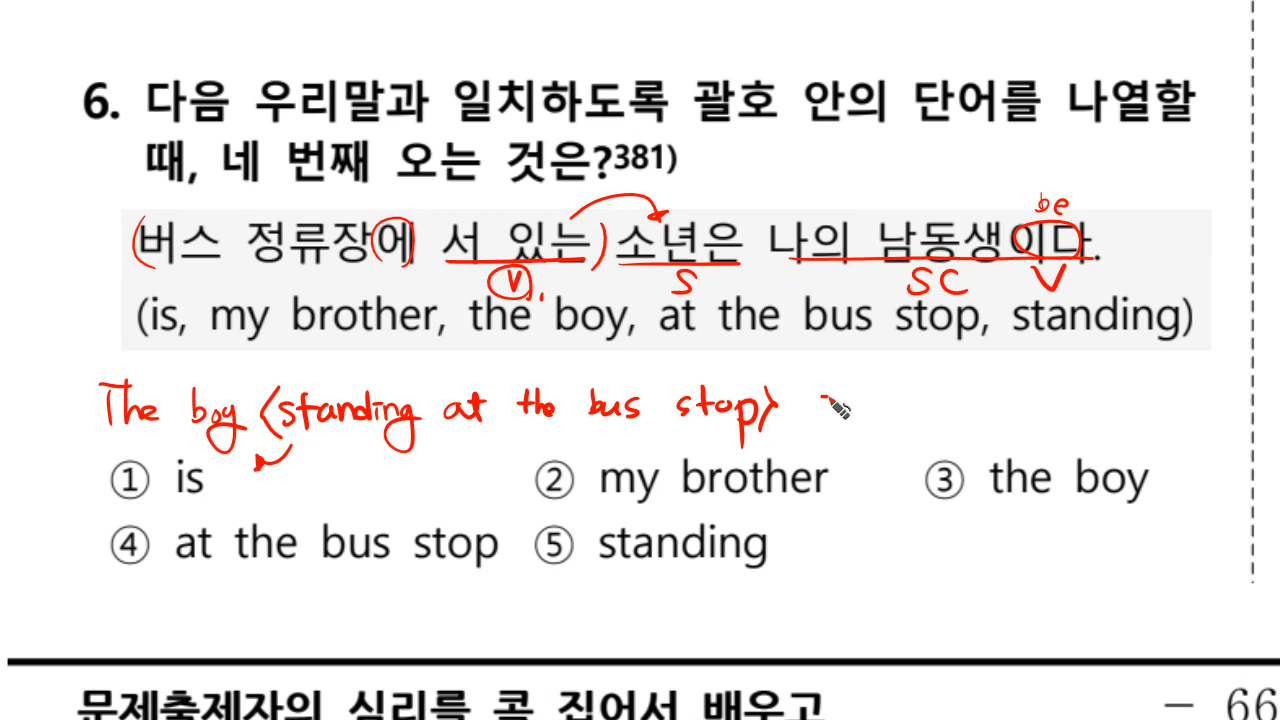 6. 다음 우리말과 일치하도록 괄호 안의 단어를 나열할
때, 네 번째 오는 것은?381)
be
(버스 정류장에 서 있는) 소년은 나의 남동생이다.
V S SC V
(is, my brother, the boy, at the bus stop, standing)
The boy <standing at the bus stop>
① is ② my brother ③ the boy
④ at the bus stop ⑤ standing
문제출제자의 심리를 콕 집어서 배우고
- 66